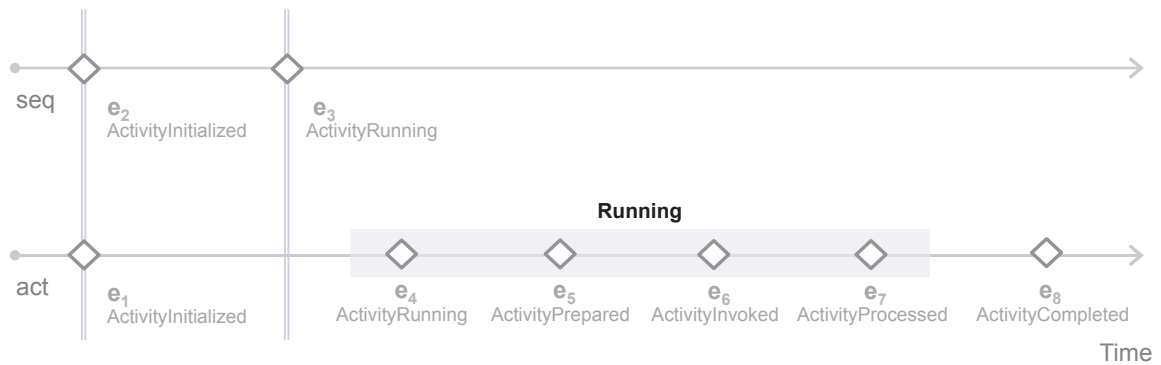 seq
e2
ActivityInitialized
e3
ActivityRunning
Running
act
e1
ActivityInitialized
e4
ActivityRunning
e5
ActivityPrepared
e6
ActivityInvoked
e7
ActivityProcessed
e8
ActivityCompleted
Time